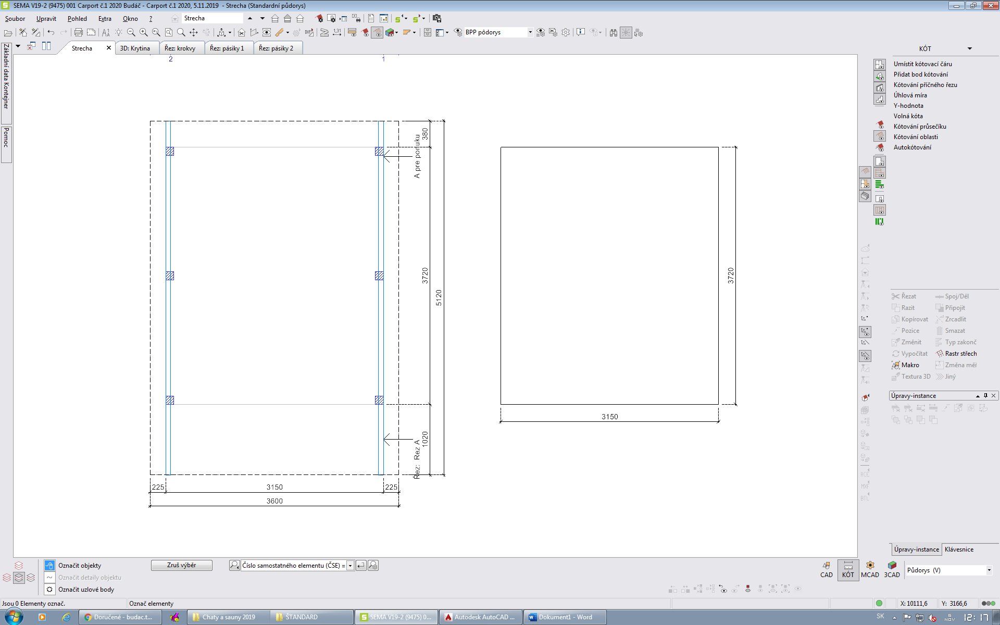 SEMA V19-2 (9475) 001 Carport č.1 2020 Budáč - Carport č.1 2020, 5.11.2019 - Strecha (Standardní půdorys)
Soubor Upravit Pohled Extra Okno ? Strecha
BPP pôdorys
Strecha 3D: Krytina Řez: krokvy Řez: pásiky 1 Řez: pásiky 2
Základní data Kontejner
Pomoc
2 1
380
A pre ponuku
3720
5120
1020
Řez: Rez A
225 3150 225
3600
3720
3150
KÓT
Umístit kótovací čáru
Přidat bod kótování
Kótování příčného řezu
Úhlová míra
Y-hodnota
Volná kóta
Kótování průsečíku
Kótování oblasti
Autokótování
Řezat Spoj/Děl
Razit Připojit
Kopírovat Zrcadlit
Pozice Smazat
Změnit Typ zakonč
Vypočítat Rastr střech
Makro Změna měř
Textura 3D Jiný
Úpravy-instance
RCE
MXF
BTL
Úpravy-instance Klávesnice
Označit objekty Zruš výběr Číslo samostatného elementu (ČSE) =
Označit detaily objektu
Označit uzlové body
CAD KÓT MCAD 3CAD Půdorys (V)
Jsou 0 Elementy označ. Označ elementy X: 10111,6 Y: 3166,6
Doručené - budac.t... Chaty a sauny 2019 ŠTANDARD SEMA V19-2 (9475) 0... Autodesk AutoCAD ... Dokument1 - Word SK 6 NOV 12:17